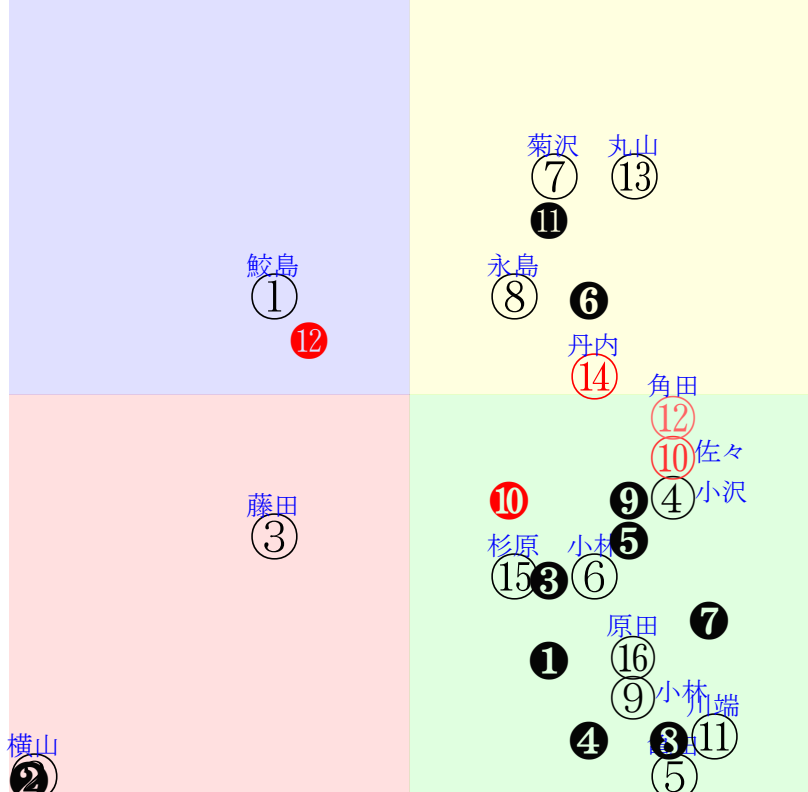 菊沢 丸山
⑦ ⑬
⓫
鮫島 永島
① ⑧ ❻
⓬
丹内
⑭
角田
⑫
⑩ 佐々
❿ ❾ ④ 小沢
藤田 杉原 小林 ❺
③ ⑮ ❸ ⑥
❼
原田
❶ ⑯
⑨ 小林
川端
❹ ❽ 田 ⑪
横山
❷ ⑤